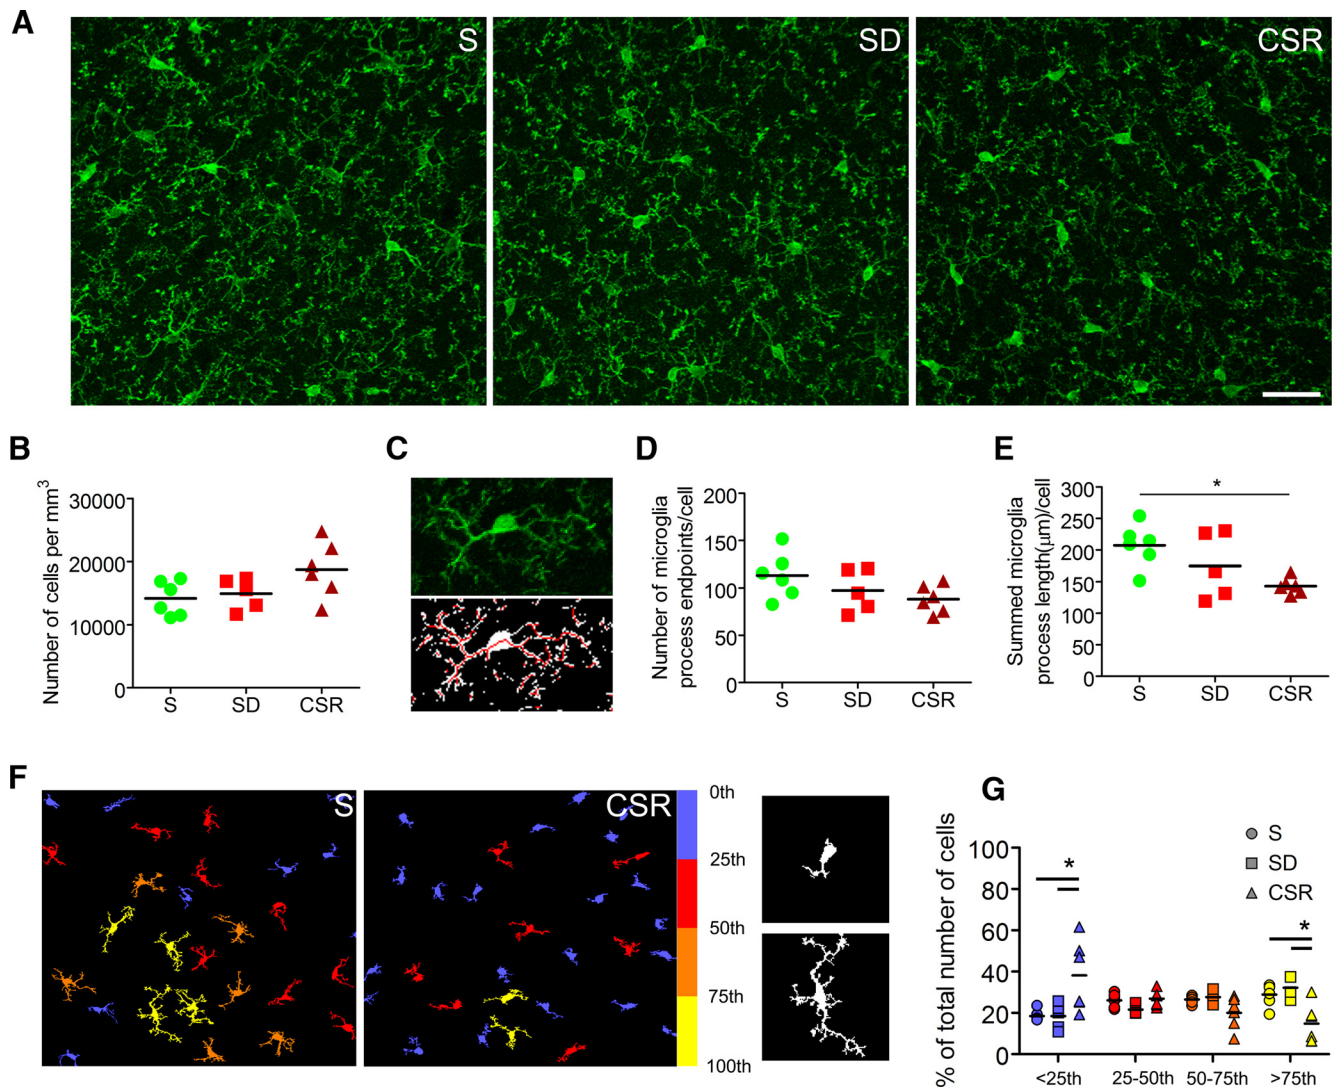 A
S
SD
CSR
B
Number of cells per mm3
30000
20000
10000
0
S
SD
CSR
C
D
Number of microglia
process endpoints/cell
200
150
100
50
0
S
SD
CSR
E
Summed microglia
process length(μm)/cell
300
250
200
150
100
50
0
*
S
SD
CSR
F
S
CSR
0th
25th
50th
75th
100th
G
% of total number of cells
100
80
60
40
20
0
S
SD
CSR
*
*
<25th
25-50th
50-75th
>75th